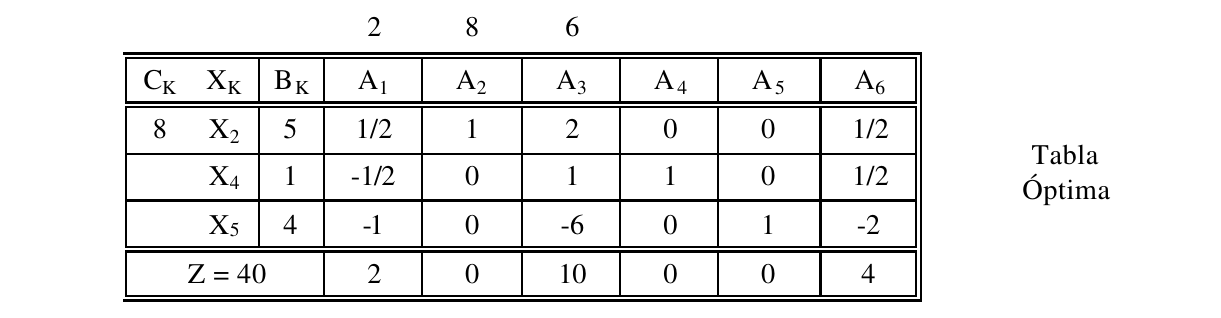 2 8 6
C_K X_K B_K A_1 A_2 A_3 A_4 A_5 A_6
8 X_2 5 1/2 1 2 0 0 1/2
X_4 1 -1/2 0 1 1 0 1/2
X_5 4 -1 0 -6 0 1 -2
Z = 40 2 0 10 0 0 4
Tabla
Óptima